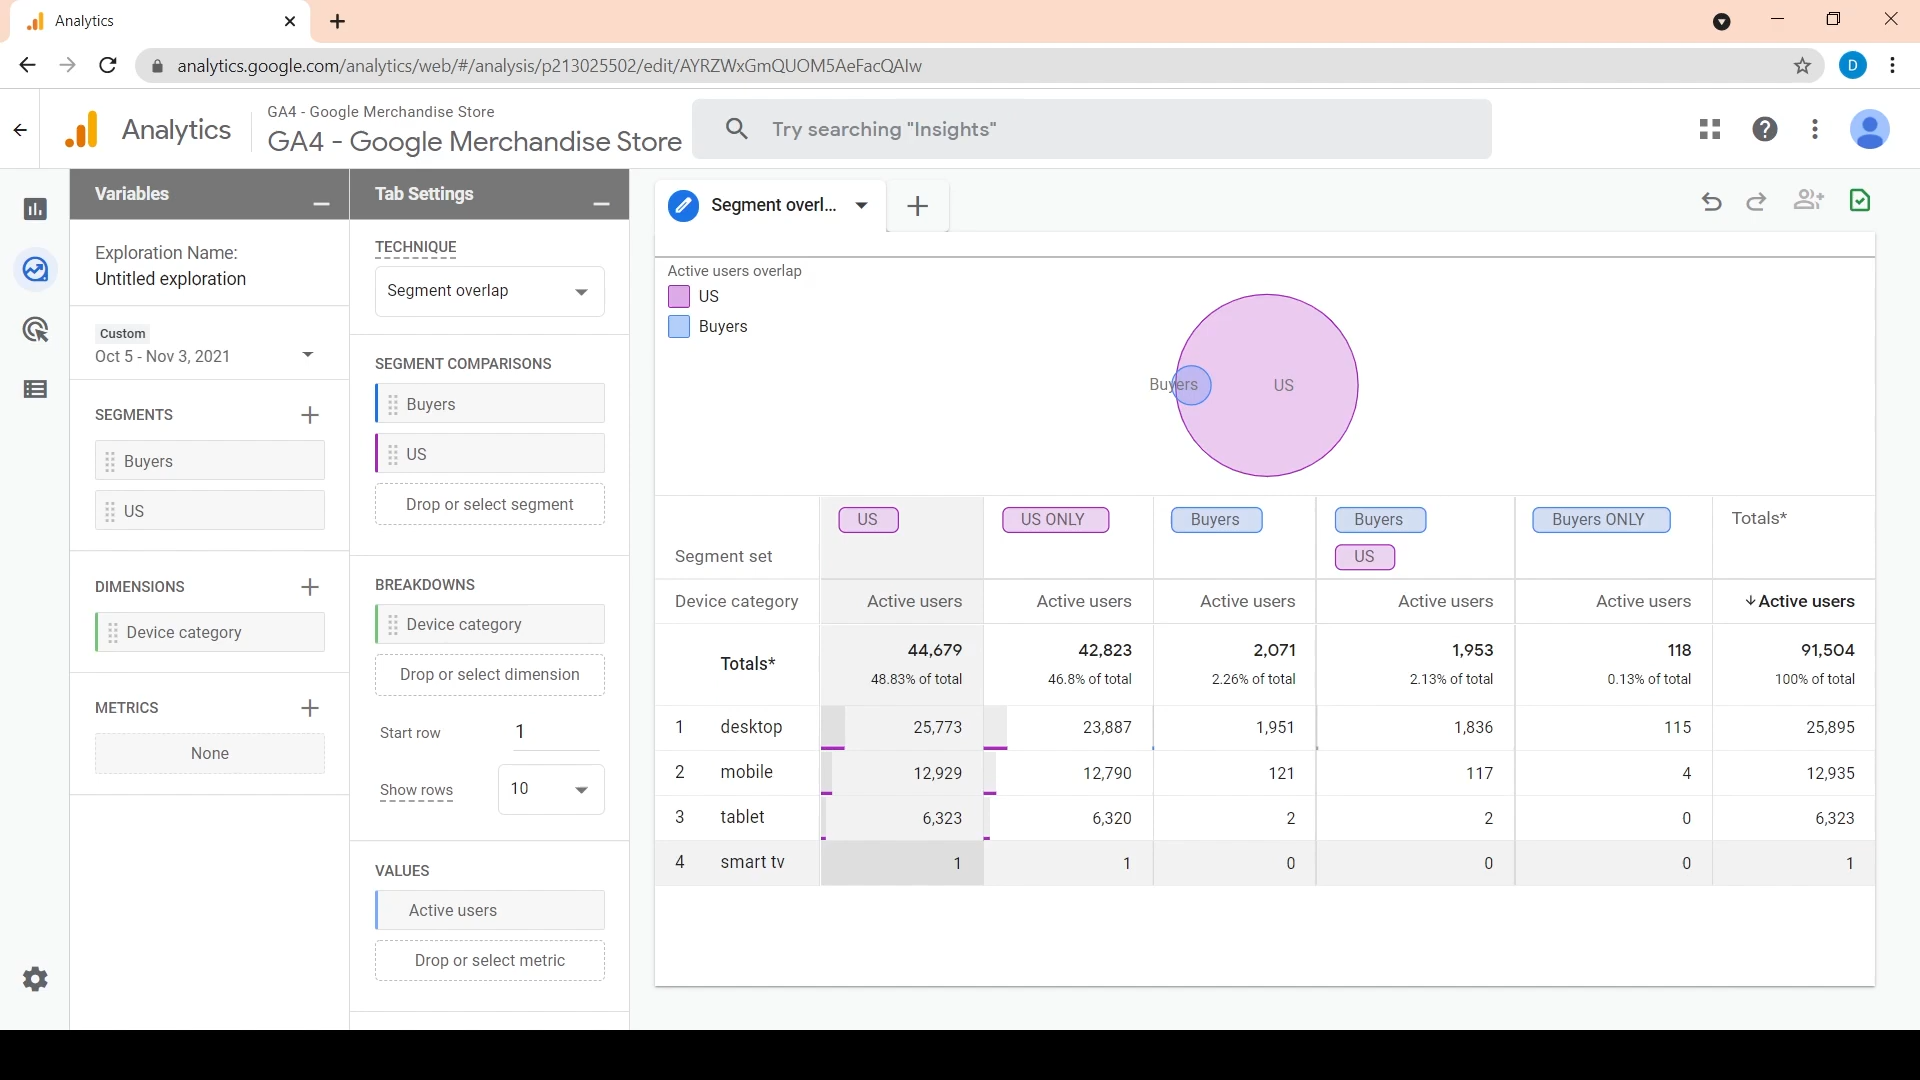 Analytics
analytics.google.com/analytics/web/#/analysis/p213025502/edit/AYRZWxGmQUOM5AeFacQAlw
D
Analytics
GA4 - Google Merchandise Store
GA4 - Google Merchandise Store
Try searching "Insights"
Variables
Exploration Name:
Untitled exploration
Custom
Oct 5 - Nov 3, 2021
SEGMENTS
Buyers
US
DIMENSIONS
Device category
METRICS
None
Tab Settings
TECHNIQUE
Segment overlap
SEGMENT COMPARISONS
Buyers
US
Drop or select segment
BREAKDOWNS
Device category
Drop or select dimension
Start row 1
Show rows 10
VALUES
Active users
Drop or select metric
Segment overl...
Active users overlap
US
Buyers
Buyers US
US US ONLY Buyers Buyers Buyers ONLY Totals*
Segment set US
Device category Active users Active users Active users Active users Active users Active users
Totals* 44,679 42,823 2,071 1,953 118 91,504
48.83% of total 46.8% of total 2.26% of total 2.13% of total 0.13% of total 100% of total
1 desktop 25,773 23,887 1,951 1,836 115 25,895
2 mobile 12,929 12,790 121 117 4 12,935
3 tablet 6,323 6,320 2 2 0 6,323
4 smart tv 1 1 0 0 0 1